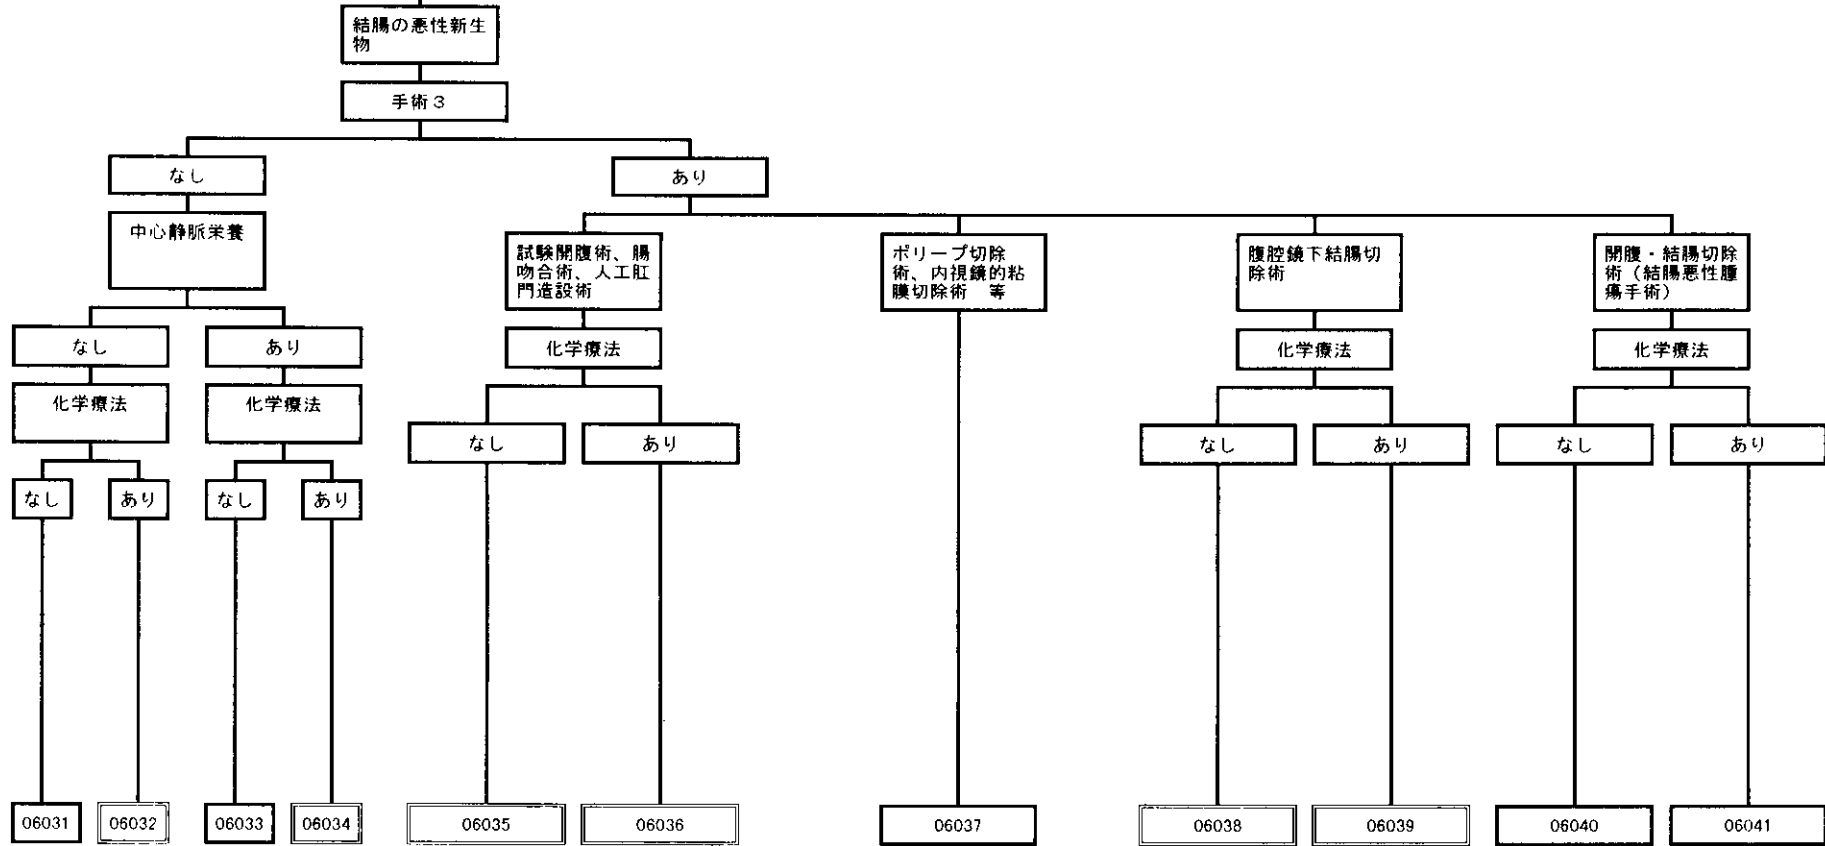 結腸の悪性新生
物
手術３
なし
あり
中心静脈栄養
試験開腹術、腸
吻合術、人工肛
門造設術
ポリープ切除
術、内視鏡的粘
膜切除術　等
腹腔鏡下結腸切
除術
開腹・結腸切除
術（結腸悪性腫
瘍手術）
なし
あり
化学療法
化学療法
化学療法
化学療法
化学療法
なし
あり
なし
あり
なし
あり
なし
あり
なし
あり
06031
06032
06033
06034
06035
06036
06037
06038
06039
06040
06041